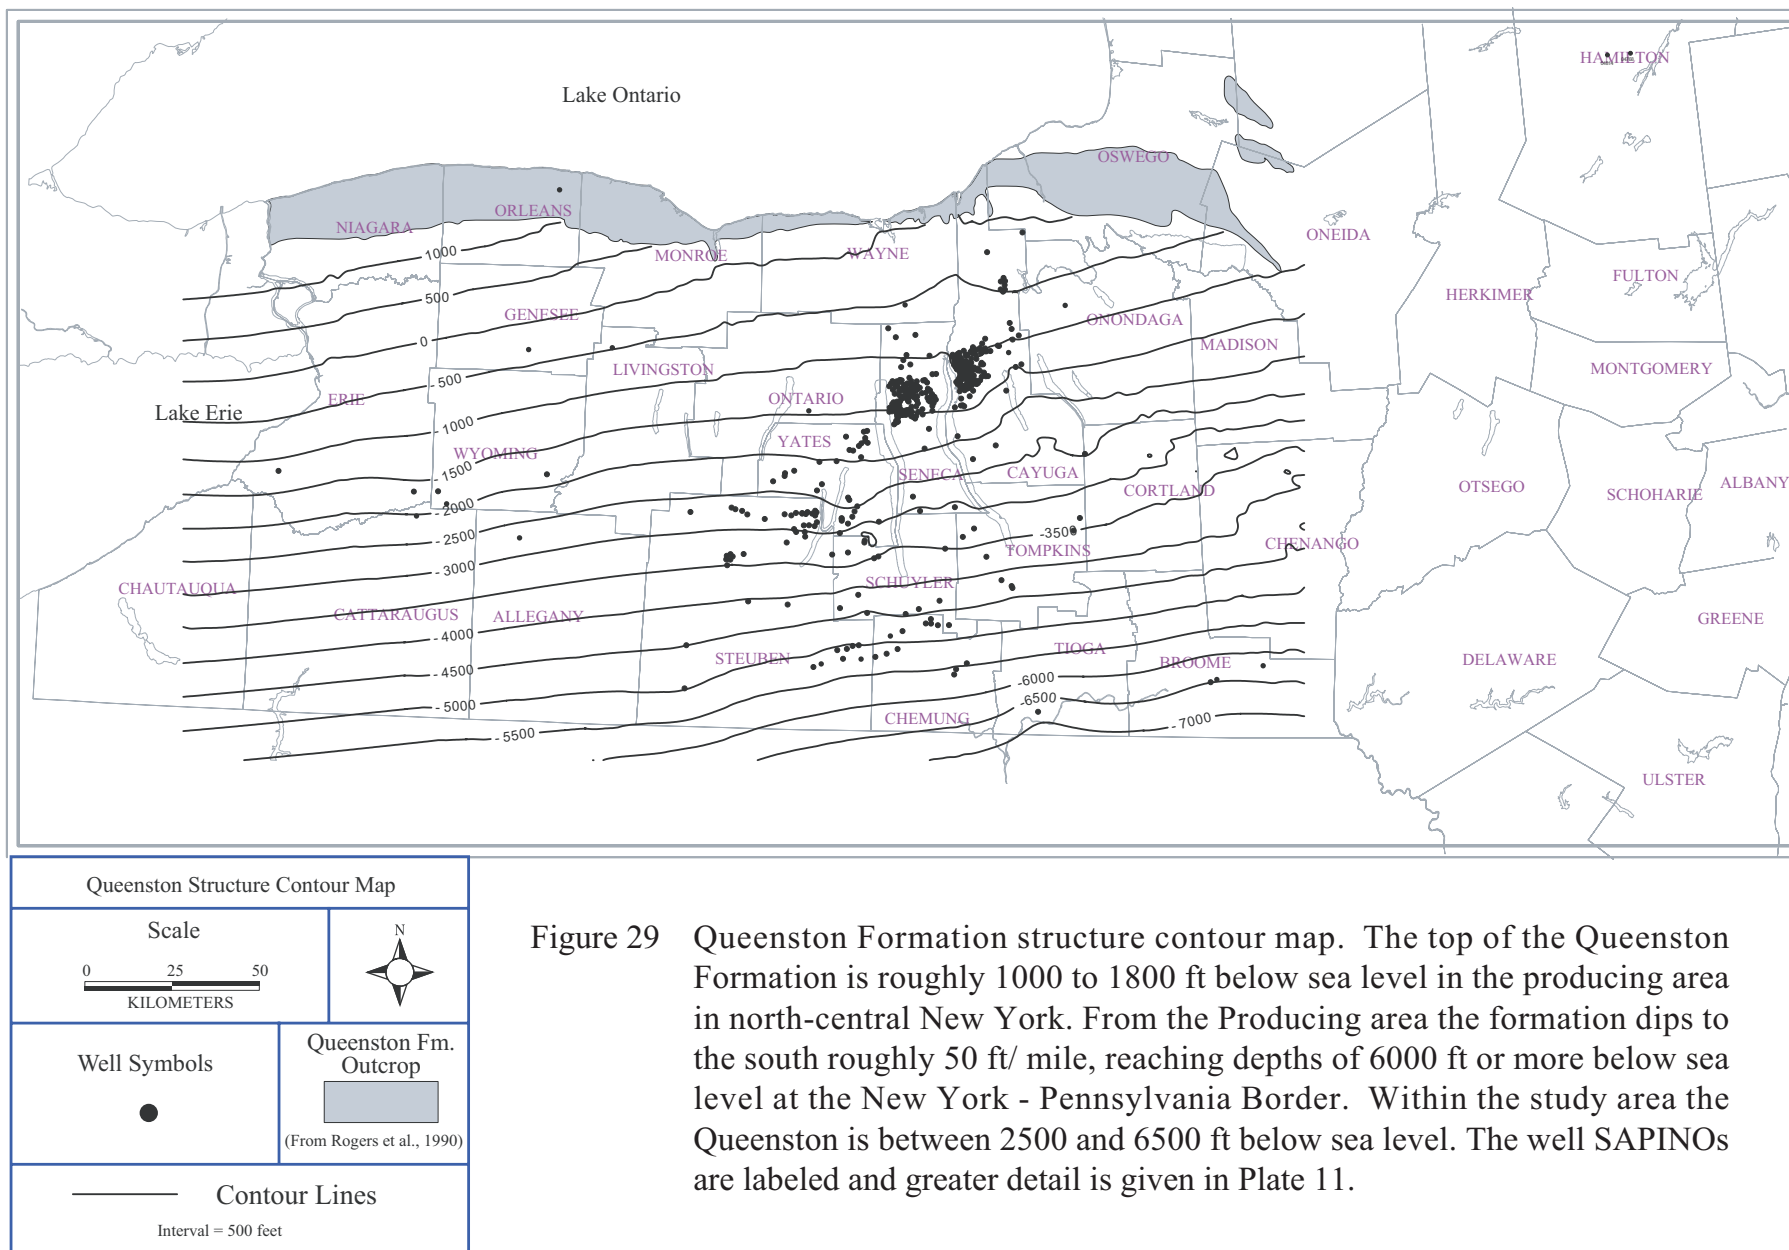 Lake Ontario
HAMILTON
OSWEGO
ORLEANS
NIAGARA
ONEIDA
MONROE
WAYNE
1000
FULTON
HERKIMER
500
GENESEE
ONONDAGA
0
MADISON
LIVINGSTON
MONTGOMERY
-500
ERIE
ONTARIO
Lake Erie
-1000
YATES
WYOMING
-1500
SENECA
CAYUGA
CORTLAND
OTSEGO
SCHOHARIE
ALBANY
-2000
-2500
-3500
TOMPKINS
CHENANGO
-3000
SCHUYLER
CHAUTAUQUA
CATTARAUGUS
ALLEGANY
GREENE
-4000
TIOGA
STEUBEN
BROOME
DELAWARE
-4500
-6000
-6500
-5000
CHEMUNG
-7000
-5500
ULSTER
Queenston Structure Contour Map
Scale
0 25 50
KILOMETERS
N
Well Symbols
Queenston Fm.
Outcrop
(From Rogers et al., 1990)
Contour Lines
Interval = 500 feet
Figure 29 Queenston Formation structure contour map. The top of the Queenston
Formation is roughly 1000 to 1800 ft below sea level in the producing area
in north-central New York. From the Producing area the formation dips to
the south roughly 50 ft/ mile, reaching depths of 6000 ft or more below sea
level at the New York - Pennsylvania Border. Within the study area the
Queenston is between 2500 and 6500 ft below sea level. The well SAPINOs
are labeled and greater detail is given in Plate 11.